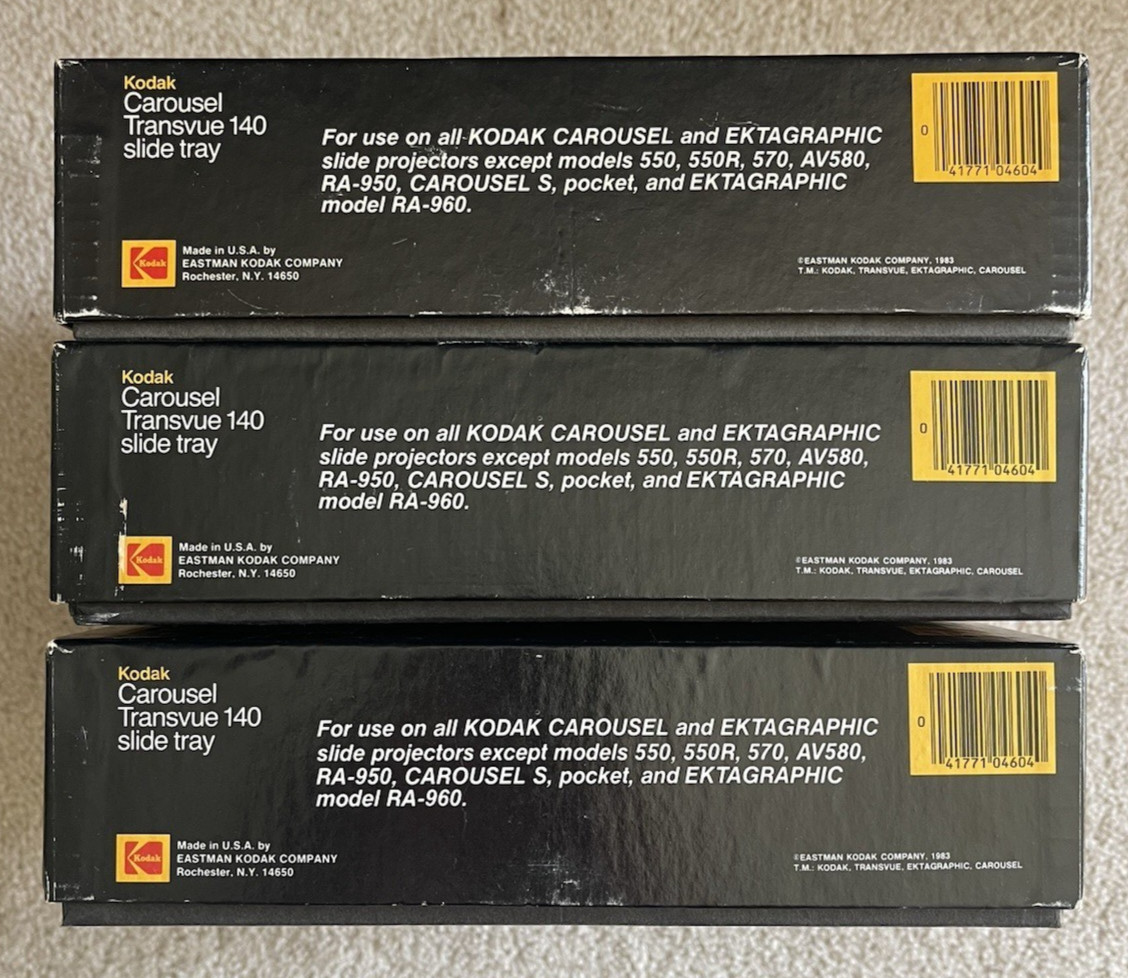 Kodak
Carousel
Transvue 140
slide tray
For use on all KODAK CAROUSEL and EKTAGRAPHIC
slide projectors except models 550, 550R, 570, AV580,
RA-950, CAROUSEL S, pocket, and EKTAGRAPHIC
model RA-960.
0
41771 04604
Kodak
Made in U.S.A. by
EASTMAN KODAK COMPANY
Rochester, N.Y. 14650
©EASTMAN KODAK COMPANY, 1983
T.M.: KODAK, TRANSVUE, EKTAGRAPHIC, CAROUSEL
Kodak
Carousel
Transvue 140
slide tray
For use on all KODAK CAROUSEL and EKTAGRAPHIC
slide projectors except models 550, 550R, 570, AV580,
RA-950, CAROUSEL S, pocket, and EKTAGRAPHIC
model RA-960.
0
41771 04604
Kodak
Made in U.S.A. by
EASTMAN KODAK COMPANY
Rochester, N.Y. 14650
©EASTMAN KODAK COMPANY, 1983
T.M.: KODAK, TRANSVUE, EKTAGRAPHIC, CAROUSEL
Kodak
Carousel
Transvue 140
slide tray
For use on all KODAK CAROUSEL and EKTAGRAPHIC
slide projectors except models 550, 550R, 570, AV580,
RA-950, CAROUSEL S, pocket, and EKTAGRAPHIC
model RA-960.
0
41771 04604
Kodak
Made in U.S.A. by
EASTMAN KODAK COMPANY
Rochester, N.Y. 14650
©EASTMAN KODAK COMPANY, 1983
T.M.: KODAK, TRANSVUE, EKTAGRAPHIC, CAROUSEL